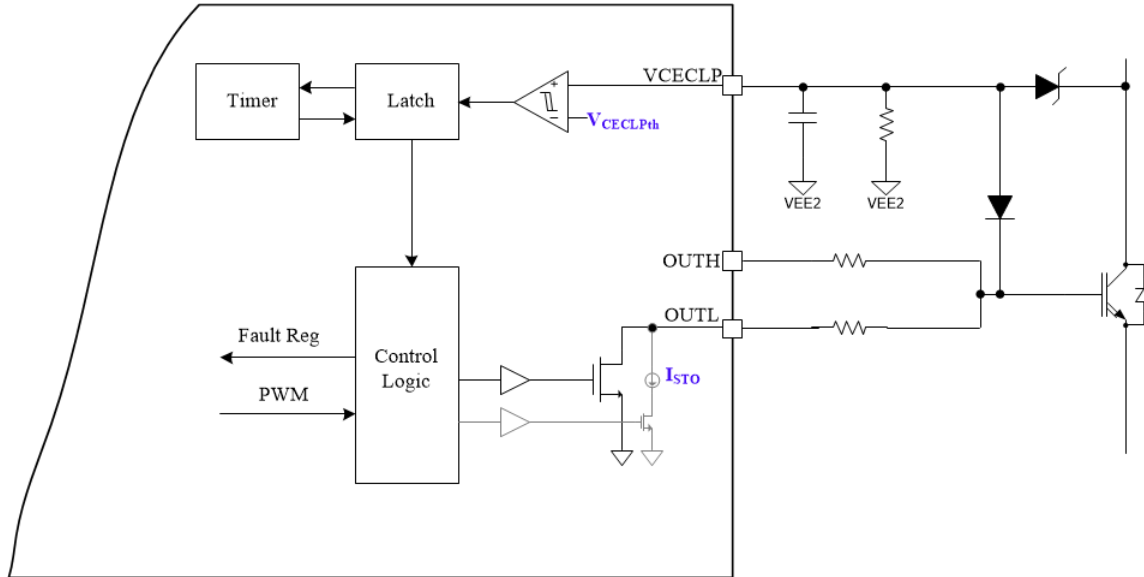 VCECLP
Timer
Latch
+
-
VCECLPth
VEE2
VEE2
OUTH
OUTL
Fault Reg
Control
Logic
ISTO
PWM